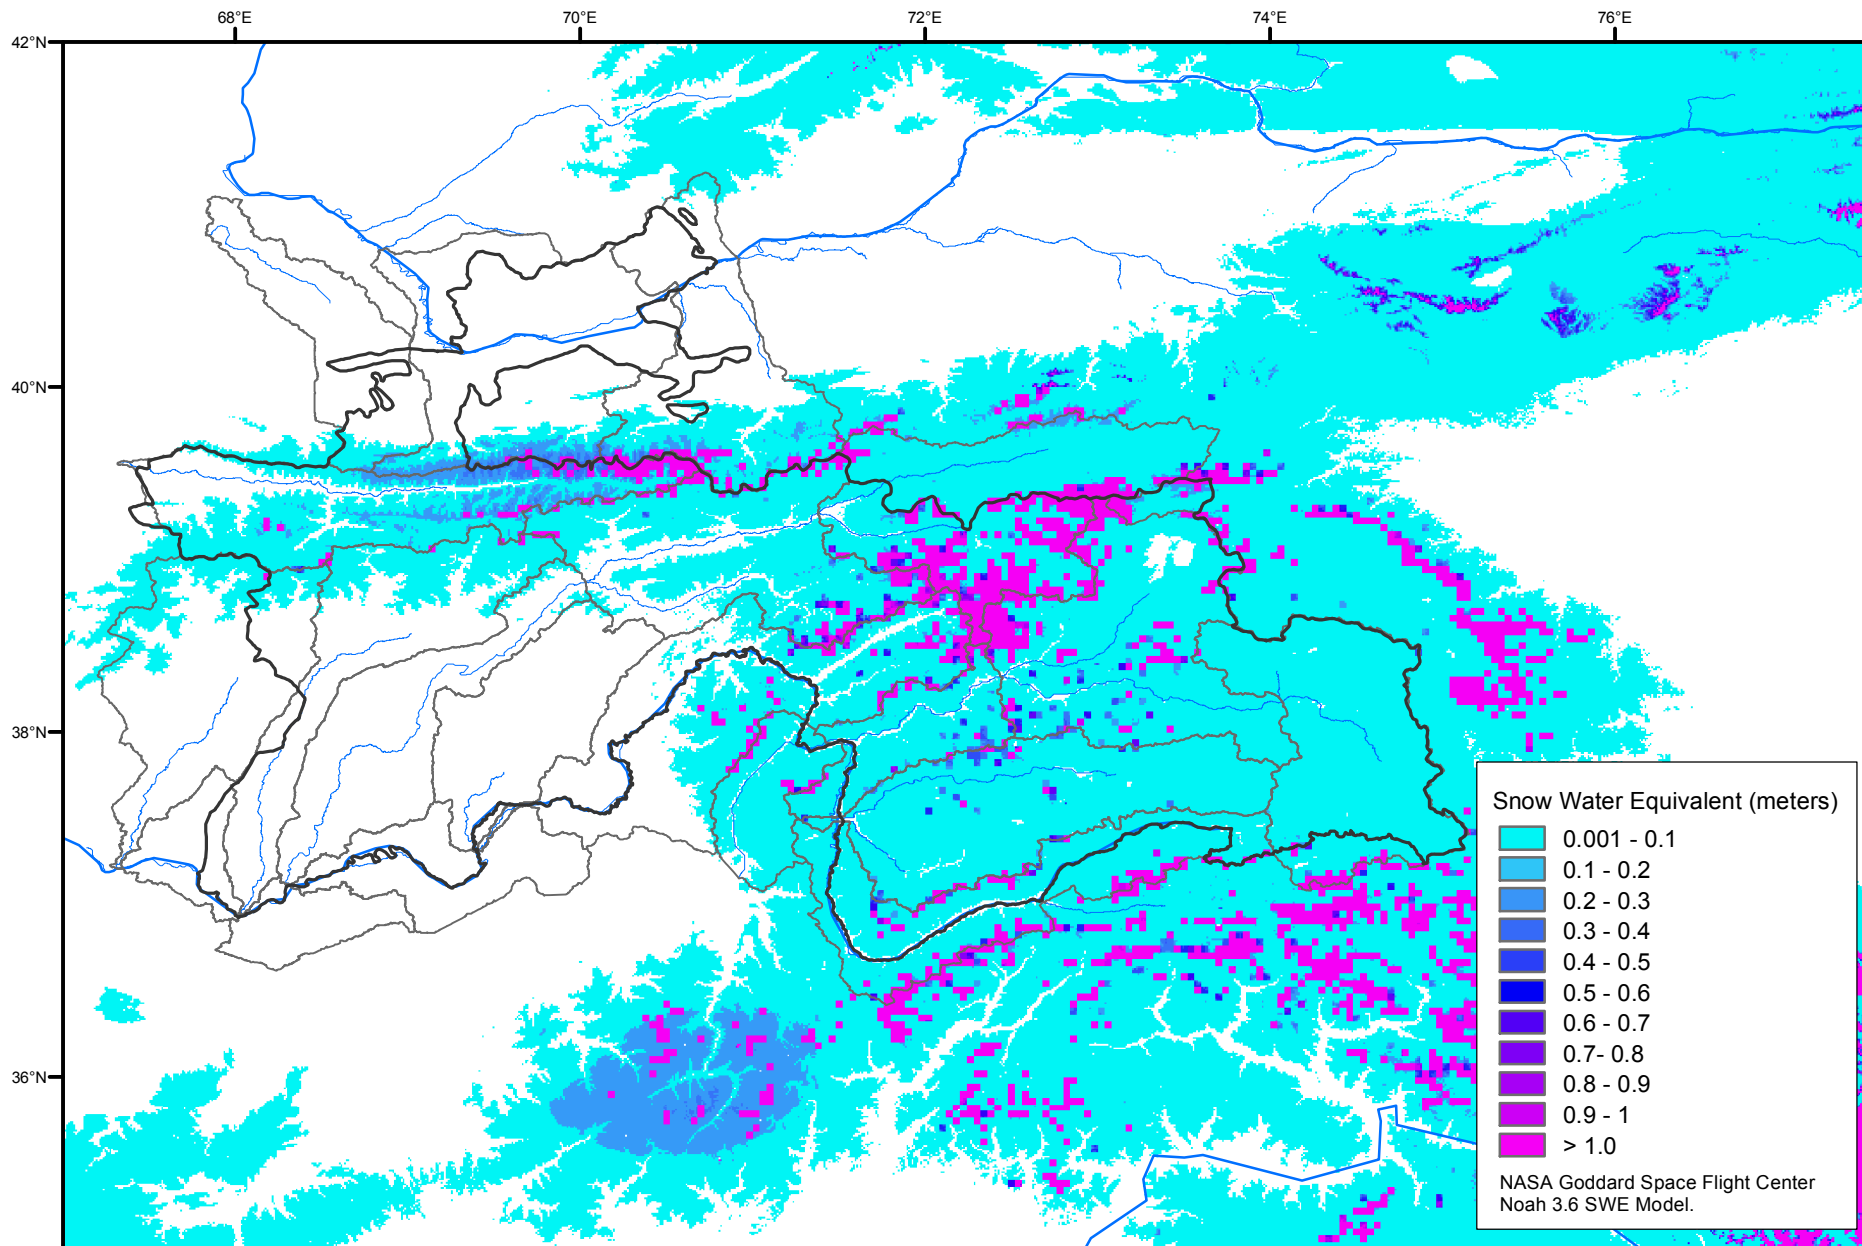 68°E 70°E 72°E 74°E 76°E
42°N
40°N
38°N
36°N
Snow Water Equivalent (meters)
0.001 - 0.1
0.1 - 0.2
0.2 - 0.3
0.3 - 0.4
0.4 - 0.5
0.5 - 0.6
0.6 - 0.7
0.7- 0.8
0.8 - 0.9
0.9 - 1
> 1.0
NASA Goddard Space Flight Center
Noah 3.6 SWE Model.